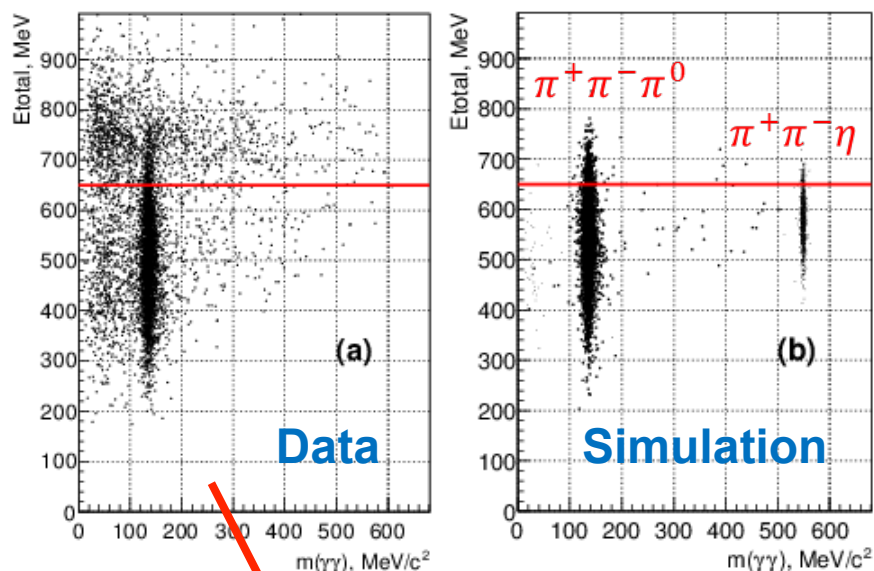 Etotal, MeV
900
800
700
600
500
400
300
200
100
0
0 100 200 300 400 500 600
m(γγ), MeV/c²
(a)
Data
Etotal, MeV
900
800
700
600
500
400
300
200
100
0
0 100 200 300 400 500 600
m(γγ), MeV/c²
π⁺π⁻π⁰
π⁺π⁻η
(b)
Simulation